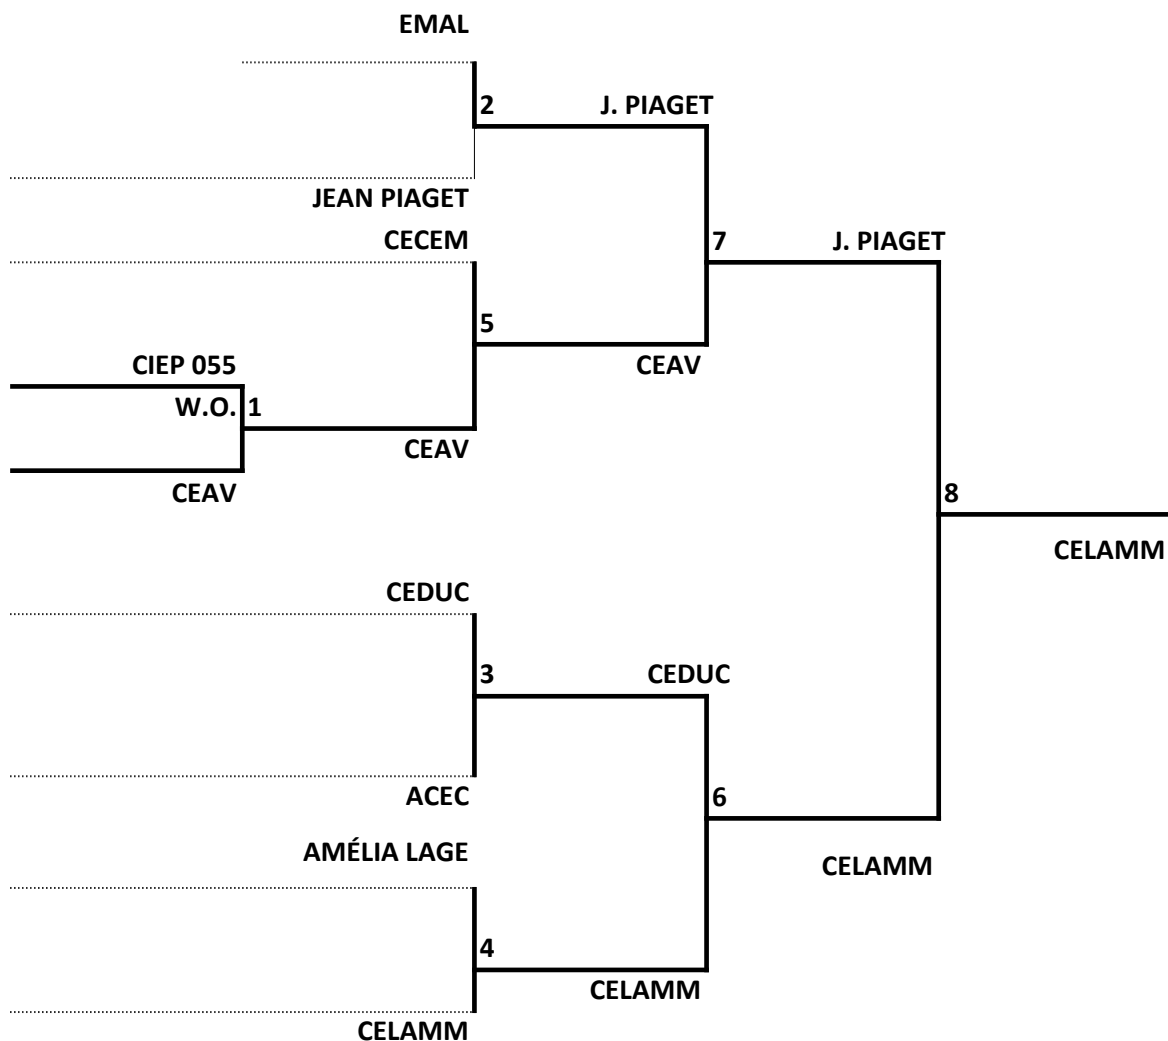 EMAL
2 J. PIAGET
JEAN PIAGET
CECEM
7 J. PIAGET
5
CIEP 055
CEAV
W.O. 1
CEAV
CEAV
8
CELAMM
CEDUC
3 CEDUC
ACEC
6
AMÉLIA LAGE
CELAMM
4
CELAMM
CELAMM